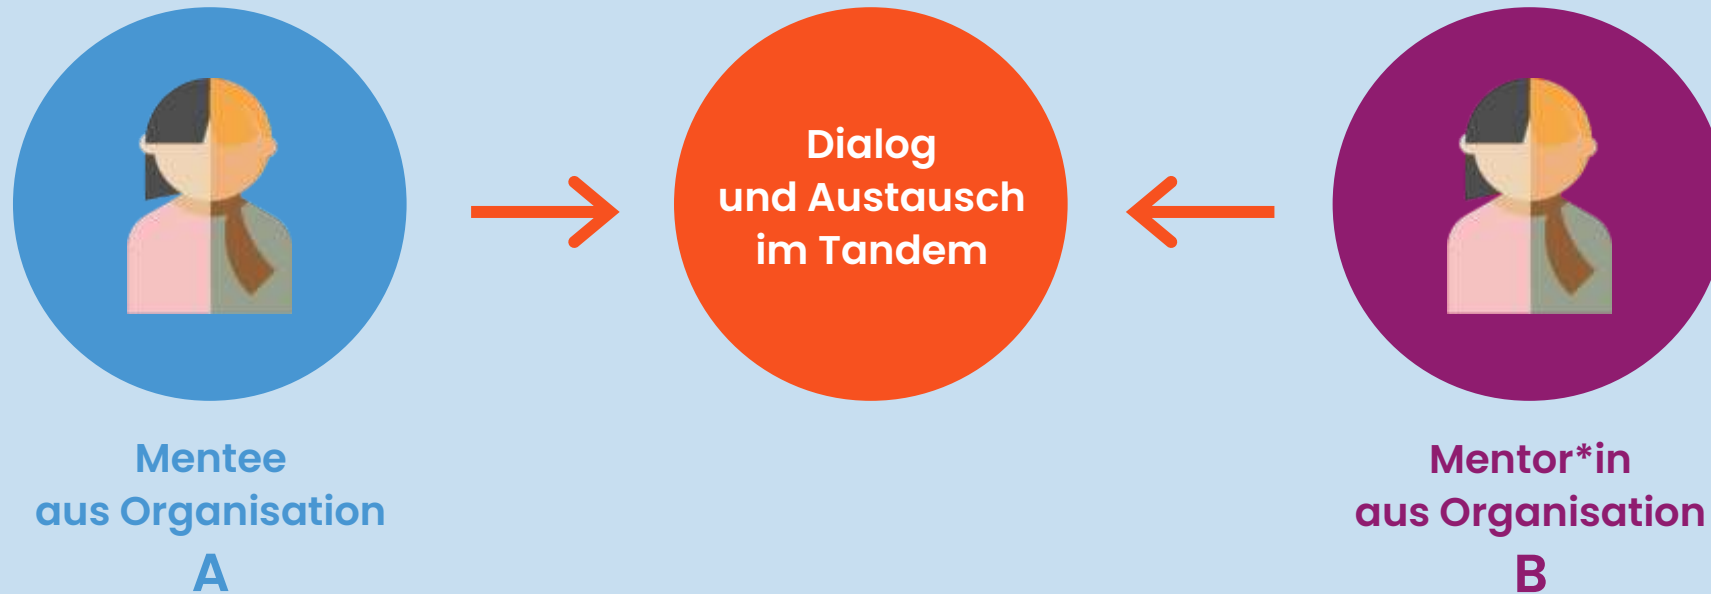 Dialog
und Austausch
im Tandem
Mentee
aus Organisation
A
Mentor*in
aus Organisation
B